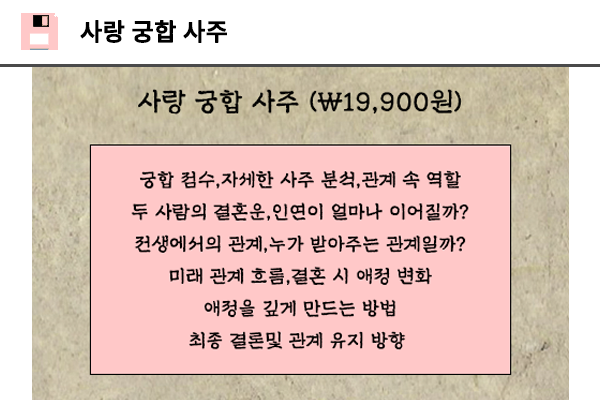 사랑 궁합 사주
사랑 궁합 사주 (₩19,900원)
궁합 점수,자세한 사주 분석,관계 속 역할
두 사람의 결혼운,인연이 얼마나 이어질까?
전생에서의 관계,누가 받아주는 관계일까?
미래 관계 흐름,결혼 시 애정 변화
애정을 깊게 만드는 방법
최종 결론및 관계 유지 방향